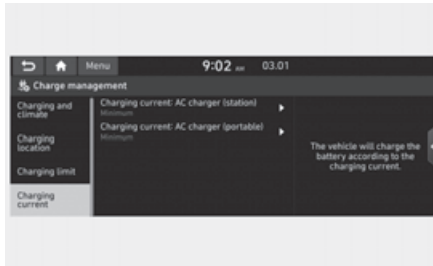 Menu
9:02 AM 03.01
Charge management
Charging and
climate
Charging
location
Charging limit
Charging
current
Charging current: AC charger (station)
Minimum
Charging current: AC charger (portable)
Minimum
The vehicle will charge the
battery according to the
charging current.